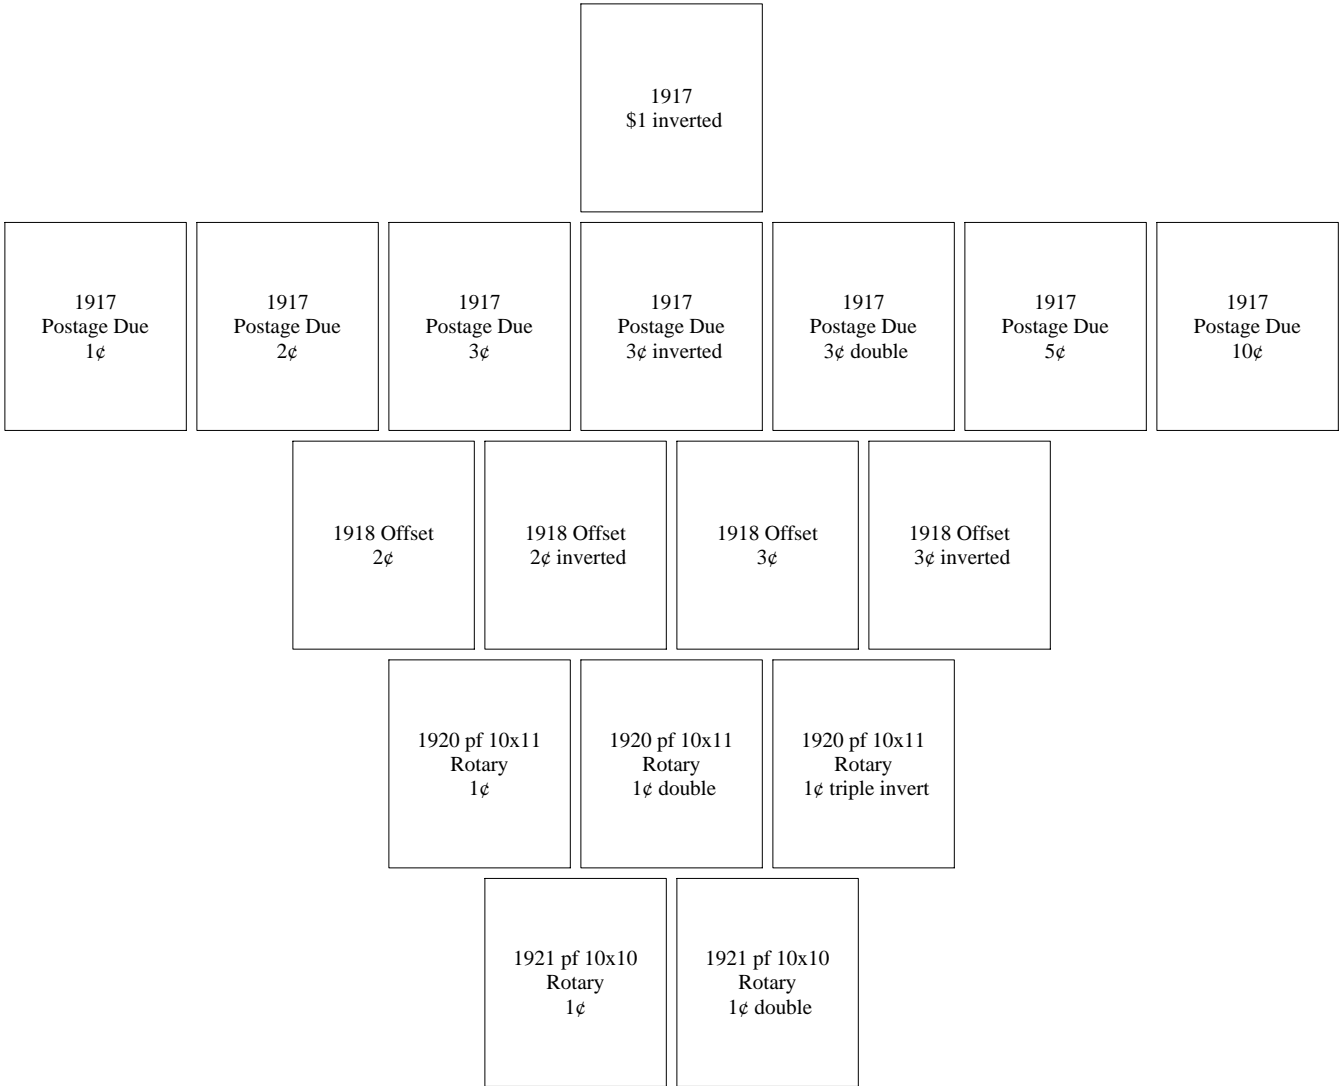 1917
$1 inverted
1917
Postage Due
1¢
1917
Postage Due
2¢
1917
Postage Due
3¢
1917
Postage Due
3¢ inverted
1917
Postage Due
3¢ double
1917
Postage Due
5¢
1917
Postage Due
10¢
1918 Offset
2¢
1918 Offset
2¢ inverted
1918 Offset
3¢
1918 Offset
3¢ inverted
1920 pf 10x11
Rotary
1¢
1920 pf 10x11
Rotary
1¢ double
1920 pf 10x11
Rotary
1¢ triple invert
1921 pf 10x10
Rotary
1¢
1921 pf 10x10
Rotary
1¢ double